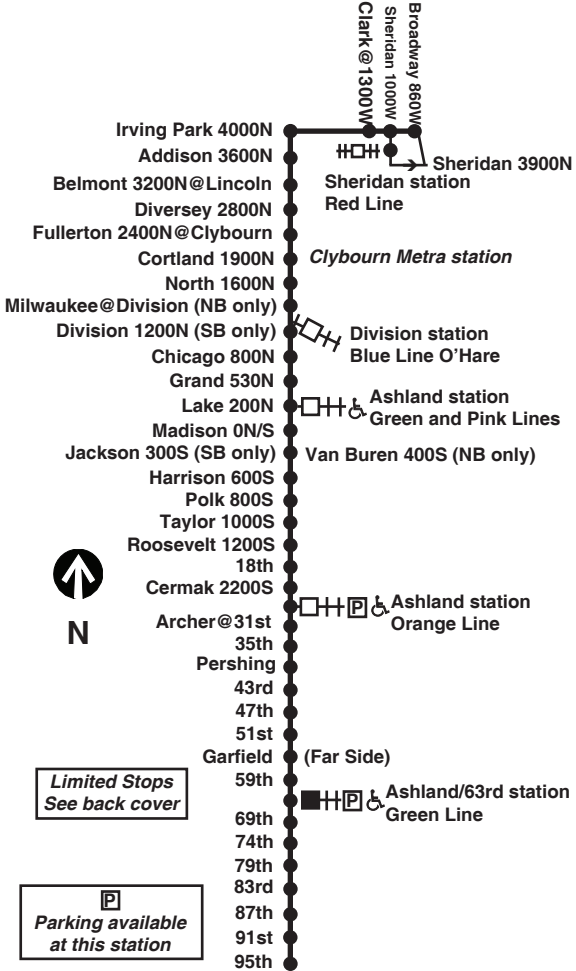 Clark@1300W
Sheridan 1000W
Broadway 860W
Irving Park 4000N
Addison 3600N
Sheridan 3900N
Sheridan station
Red Line
Belmont 3200N@Lincoln
Diversey 2800N
Fullerton 2400N@Clybourn
Cortland 1900N
Clybourn Metra station
North 1600N
Milwaukee@Division (NB only)
Division 1200N (SB only)
Division station
Blue Line O'Hare
Chicago 800N
Grand 530N
Lake 200N
Ashland station
Green and Pink Lines
Madison 0N/S
Jackson 300S (SB only)
Van Buren 400S (NB only)
Harrison 600S
Polk 800S
Taylor 1000S
Roosevelt 1200S
18th
Cermak 2200S
N
P
Ashland station
Orange Line
Archer@31st
35th
Pershing
43rd
47th
51st
Garfield
(Far Side)
59th
Limited Stops
See back cover
P
Ashland/63rd station
Green Line
69th
74th
79th
83rd
87th
91st
95th
P
Parking available
at this station